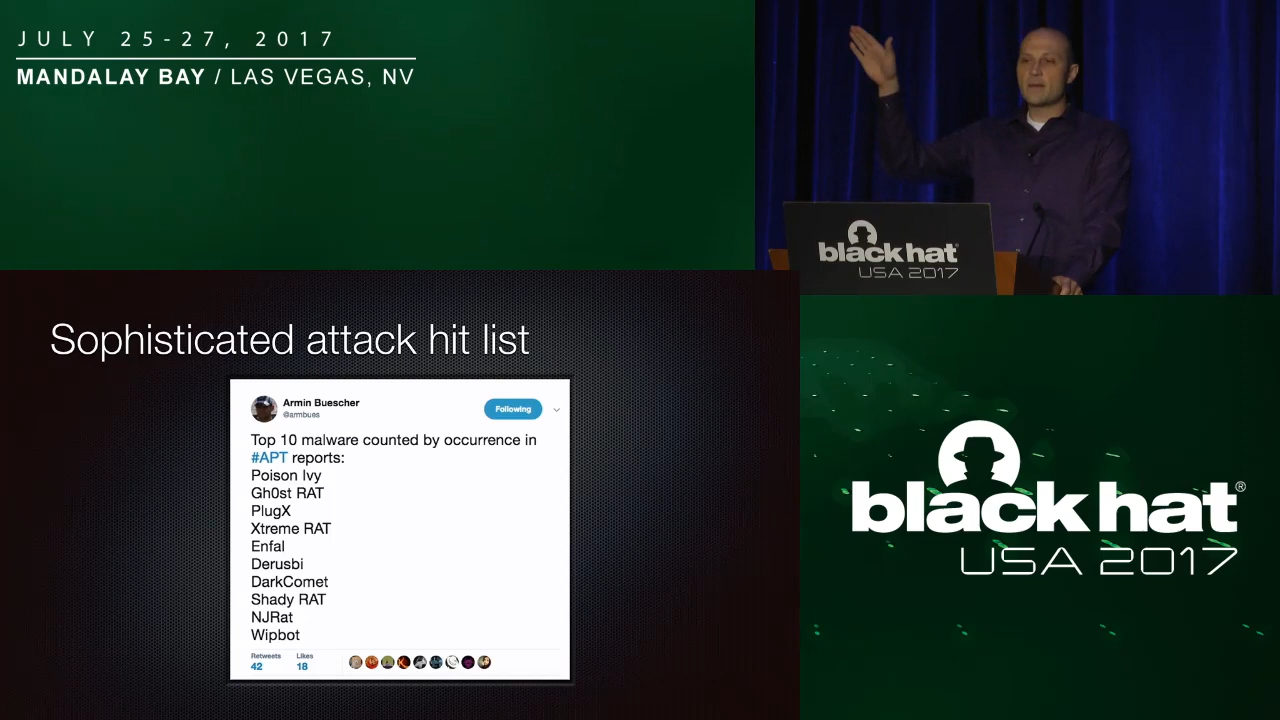 JULY 25-27, 2017
MANDALAY BAY / LAS VEGAS, NV
black hat
USA 2017
Sophisticated attack hit list
Armin Buescher
@armbues
Following
Top 10 malware counted by occurrence in
#APT reports:
Poison Ivy
Gh0st RAT
PlugX
Xtreme RAT
Enfal
Derusbi
DarkComet
Shady RAT
NJRat
Wipbot
Retweets
Likes
42
18
black hat®
USA 2017